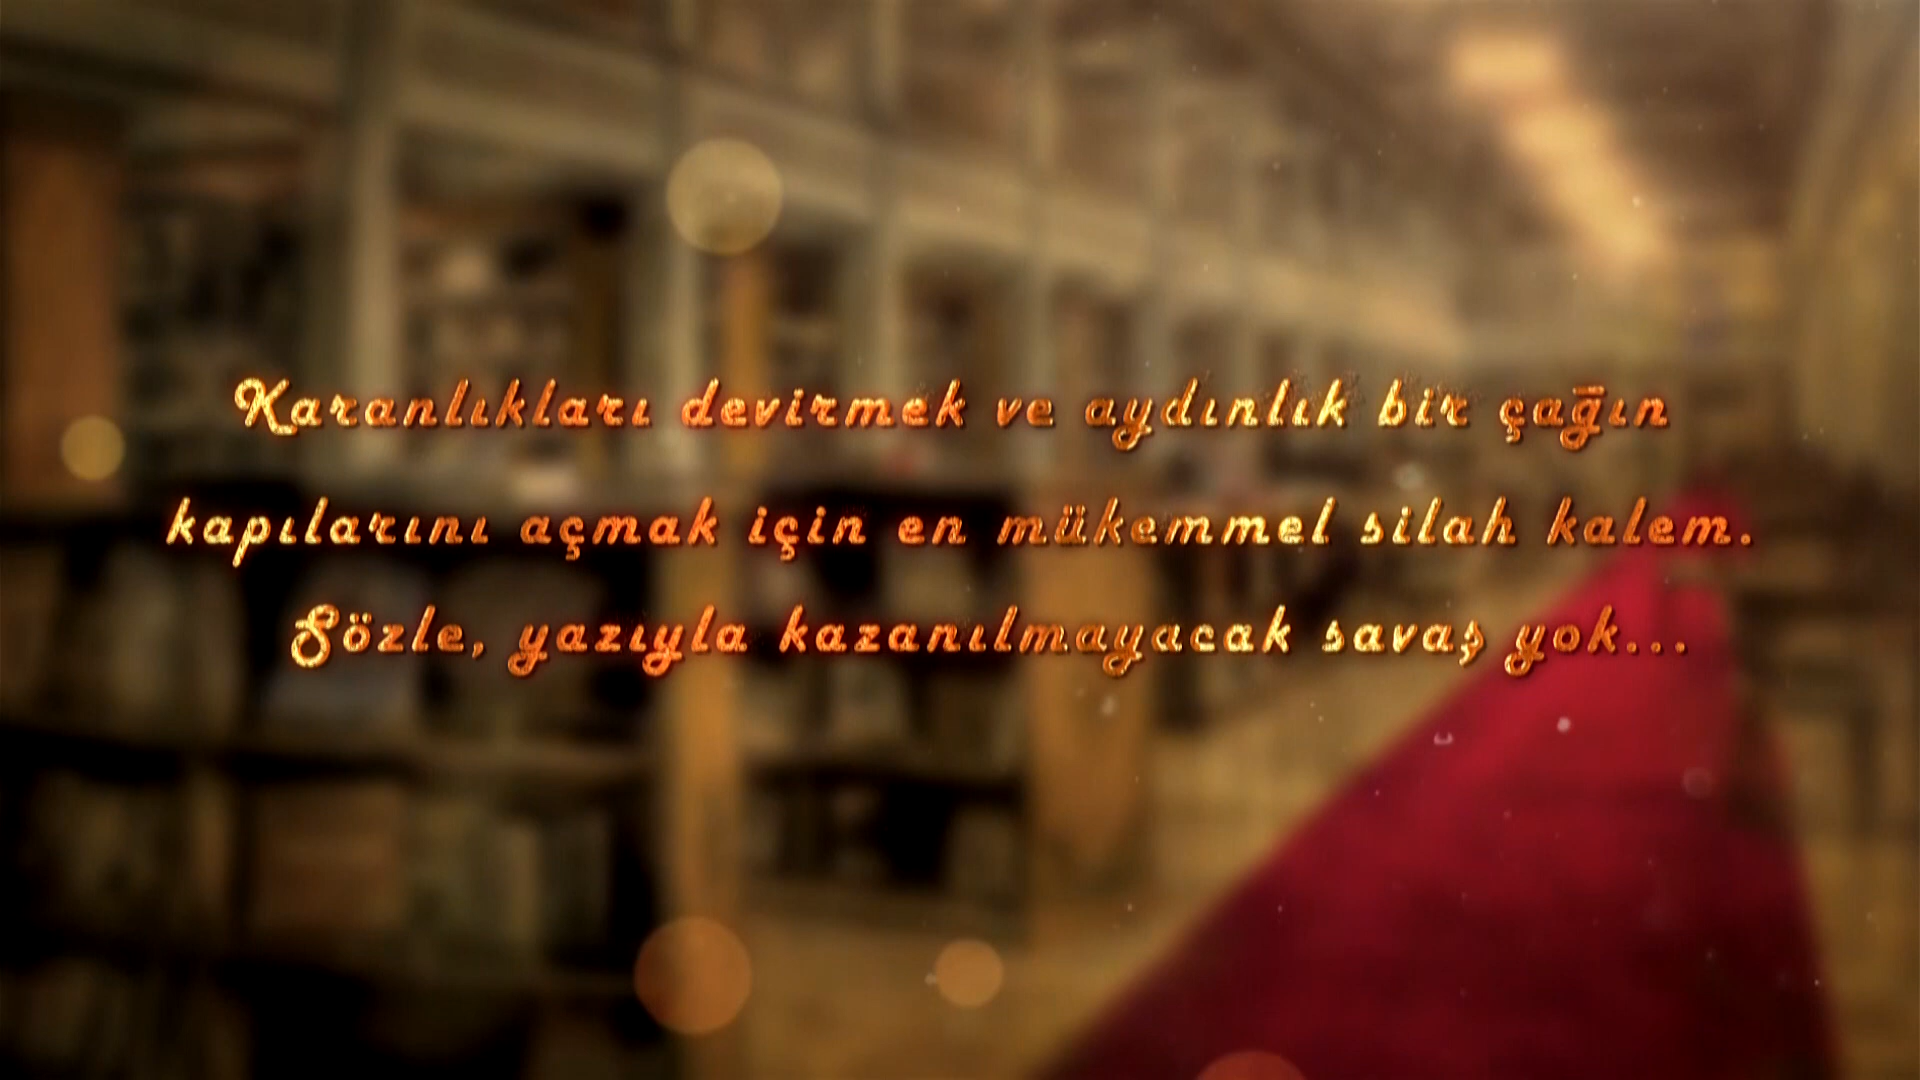 Karanlıkları devirmek ve aydınlık bir çağın
kapılarını açmak için en mükemmel silah kalem.
Sözle, yazıyla kazanılmayacak savaş yok...